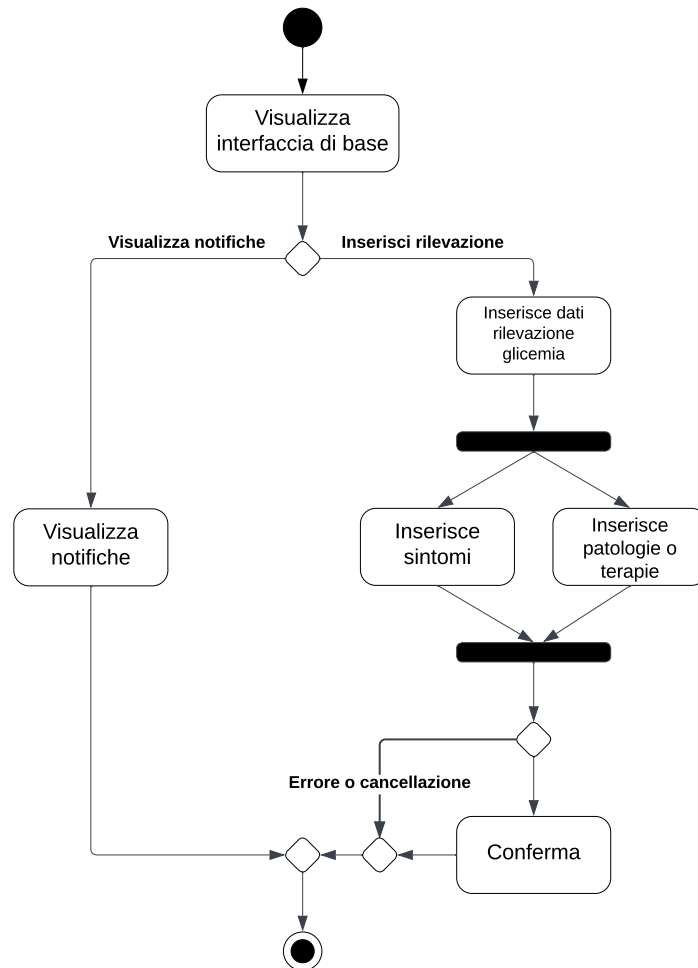 Visualizza
interfaccia di base
Visualizza notifiche
Inserisci rilevazione
Inserisce dati
rilevazione
glicemia
Visualizza
notifiche
Inserisce
sintomi
Inserisce
patologie o
terapie
Errore o cancellazione
Conferma